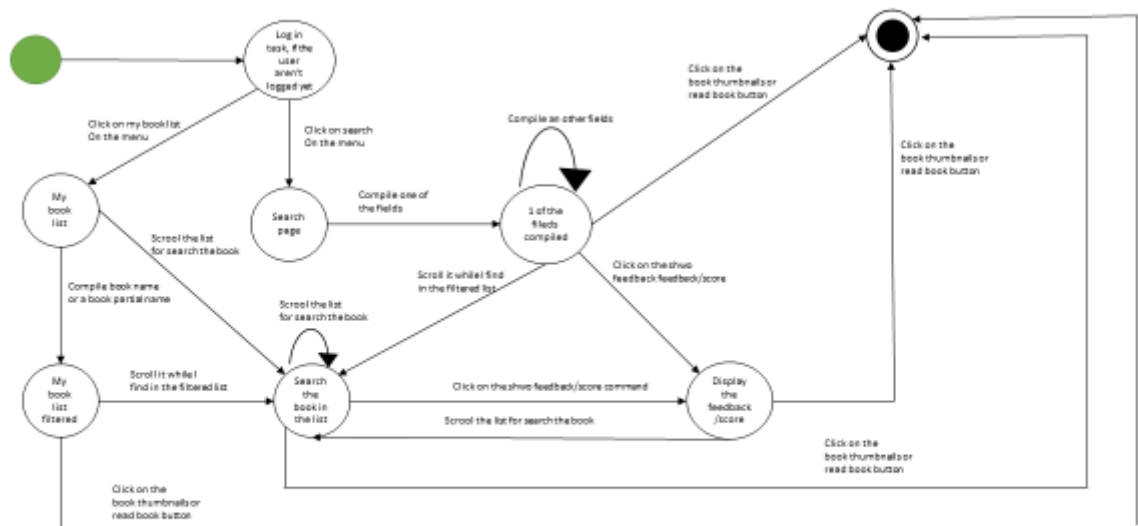 Log in
task, if the
user
aren't
logged yet
Click on the
book thumbnails or
read book button
Click on my book list
On the menu
Click on search
On the menu
Compile an other fields
Click on the
book thumbnails or
read book button
My
book
list
Search
page
Compile one of
the fields
1 of the
fileds
compiled
Scrool the list
for search the book
Scroll it while I find
in the filtered list
Click on the shwo
feedback feedback/score
Compile book name
or a book partial name
Scrool the list
for search the book
My
book
list
filtered
Scroll it while I
find in the filtered list
Search
the
book in
the list
Click on the shwo feedback/score command
Scrool the list for search the book
Display
the
feedback
/score
Click on the
book thumbnails or
read book button
Click on the
book thumbnails or
read book button